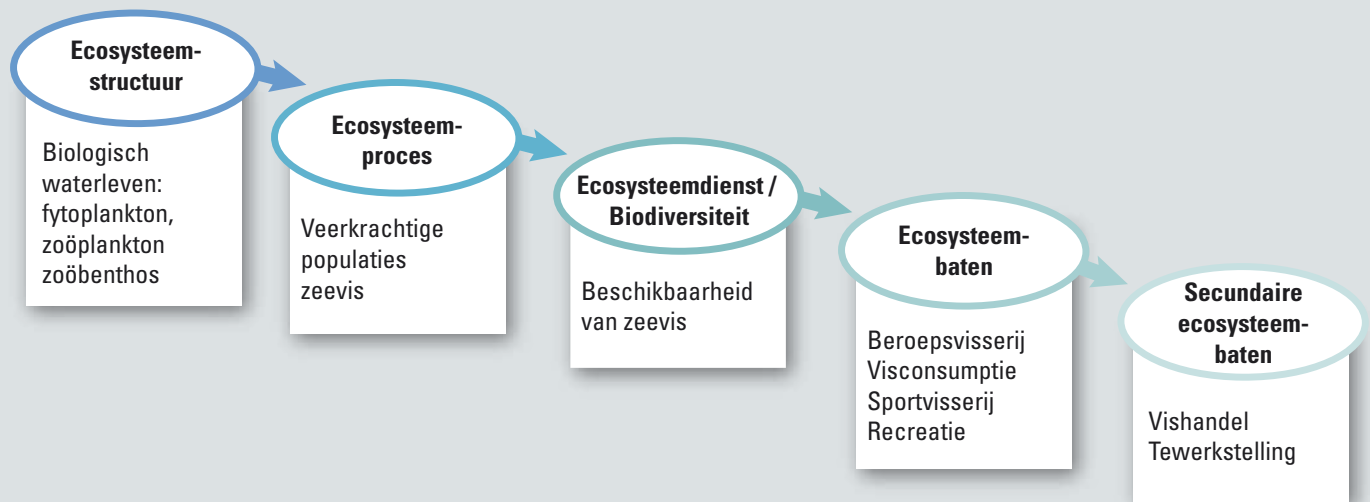 Ecosysteem-
structuur
Biologisch
waterleven:
fytoplankton,
zoöplankton
zoöbenthos
Ecosysteem-
proces
Veerkrachtige
populaties
zeevis
Ecosysteemdienst /
Biodiversiteit
Beschikbaarheid
van zeevis
Ecosysteem-
baten
Beroepsvisserij
Visconsumptie
Sportvisserij
Recreatie
Secundaire
ecosysteem-
baten
Vishandel
Tewerkstelling